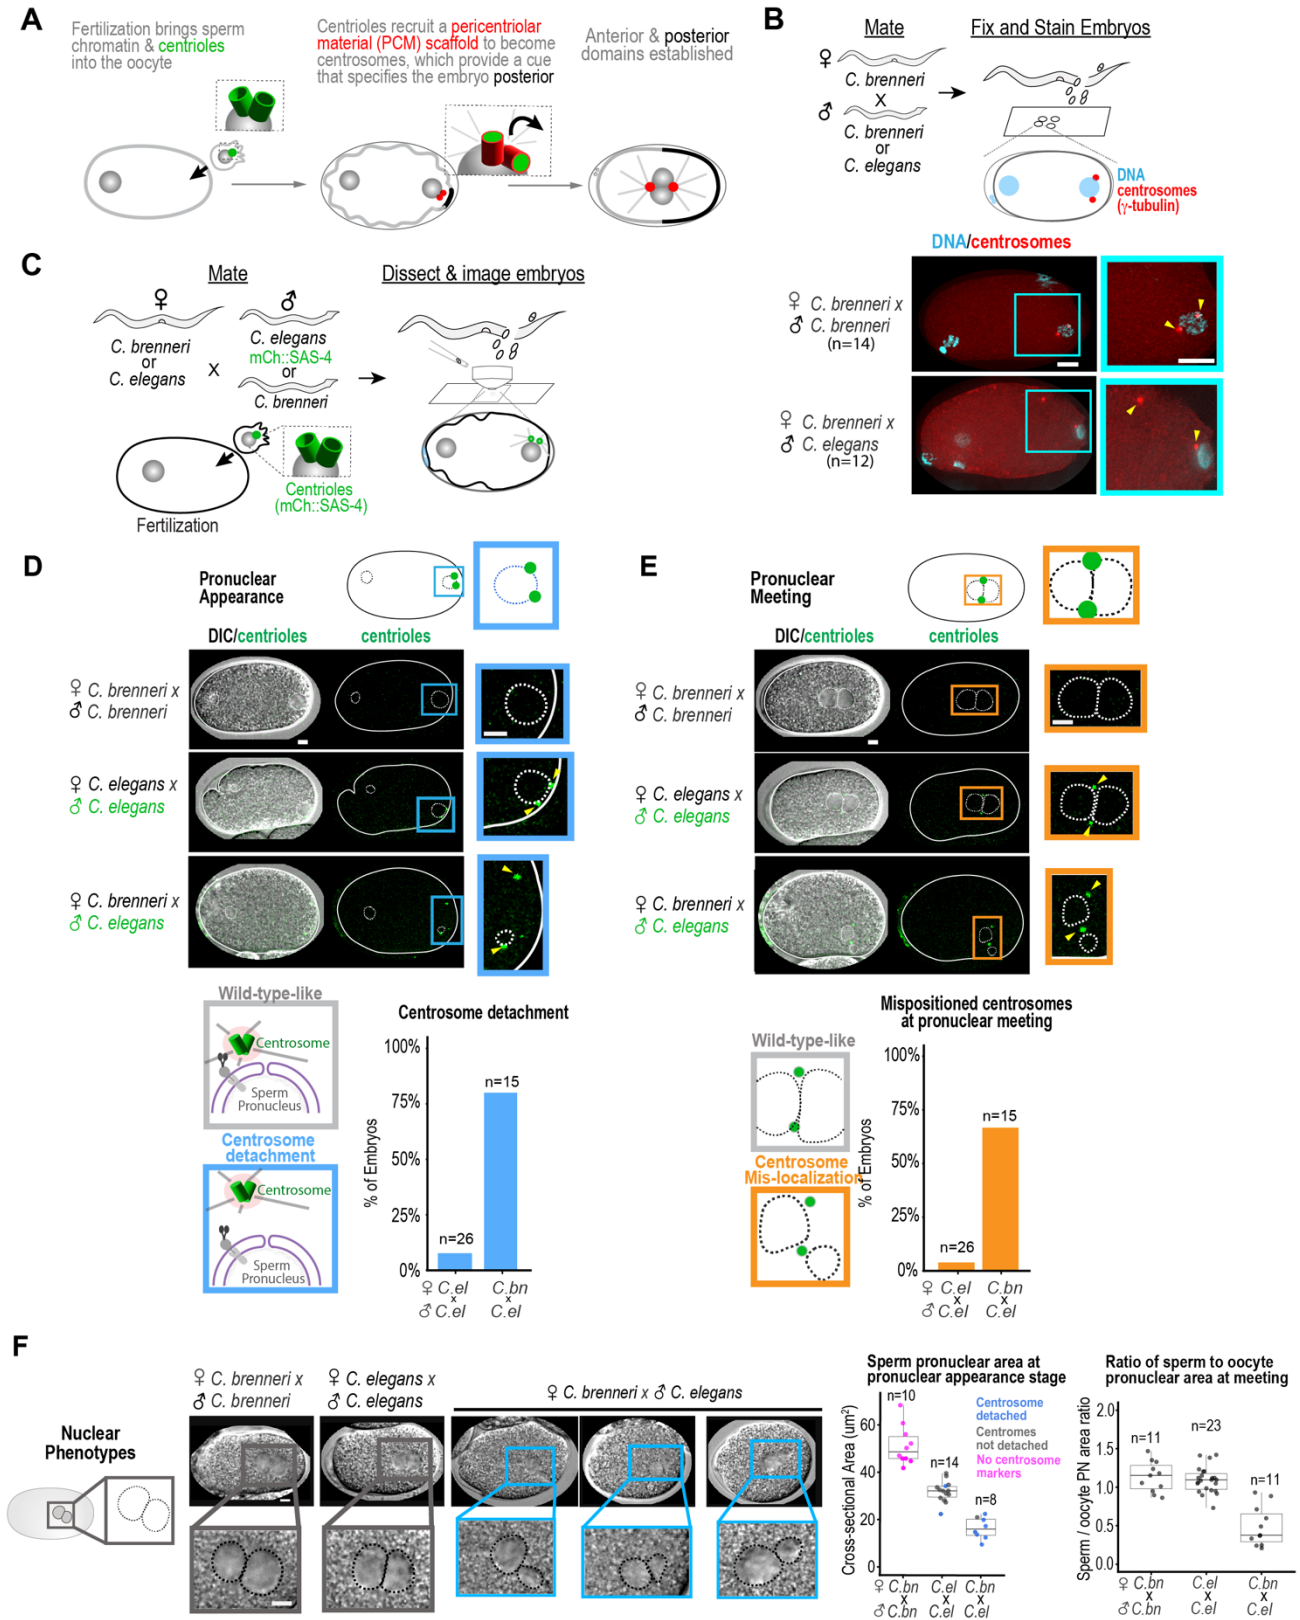 A
Fertilization brings sperm
chromatin & centrioles
into the oocyte
Centrioles recruit a pericentriolar
material (PCM) scaffold to become
centrosomes, which provide a cue
that specifies the embryo posterior
Anterior & posterior
domains established
B
Mate
Fix and Stain Embryos
♀
C. brenneri
X
♂
C. brenneri
or
C. elegans
DNA
centrosomes
(γ-tubulin)
DNA/centrosomes
♀ C. brenneri x
♂ C. brenneri
(n=14)
♀ C. brenneri x
♂ C. elegans
(n=12)
C
Mate
Dissect & image embryos
♀
♂
C. brenneri
or
C. elegans
X
C. elegans
mCh::SAS-4
or
C. brenneri
Centrioles
(mCh::SAS-4)
Fertilization
D
Pronuclear
Appearance
DIC/centrioles
centrioles
♀ C. brenneri x
♂ C. brenneri
♀ C. elegans x
♂ C. elegans
♀ C. brenneri x
♂ C. elegans
Wild-type-like
Centrosome
Sperm
Pronucleus
Centrosome
detachment
Centrosome
Sperm
Pronucleus
Centrosome detachment
% of Embryos
100%
75%
50%
25%
0%
n=26
n=15
♀ C.el
x
♂ C.el
C.bn
x
C.el
E
Pronuclear
Meeting
DIC/centrioles
centrioles
♀ C. brenneri x
♂ C. brenneri
♀ C. elegans x
♂ C. elegans
♀ C. brenneri x
♂ C. elegans
Wild-type-like
Centrosome
Mis-localization
Mispositioned centrosomes
at pronuclear meeting
% of Embryos
100%
75%
50%
25%
0%
n=26
n=15
♀ C.el
x
♂ C.el
C.bn
x
C.el
F
Nuclear
Phenotypes
♀ C. brenneri x
♂ C. brenneri
♀ C. elegans x
♂ C. elegans
♀ C. brenneri x ♂ C. elegans
Sperm pronuclear area at
pronuclear appearance stage
Cross-sectional Area (um²)
60
40
20
0
n=10
n=14
n=8
Centrosome
detached
Centromes
not detached
No centrosome
markers
♀ C.bn
X
♂ C.bn
C.el
X
C.el
C.bn
X
C.el
Ratio of sperm to oocyte
pronuclear area at meeting
Sperm / oocyte PN area ratio
2.0
1.5
1.0
0.5
0.0
n=11
n=23
n=11
♀ C.bn
X
♂ C.bn
C.el
X
C.el
C.bn
X
C.el